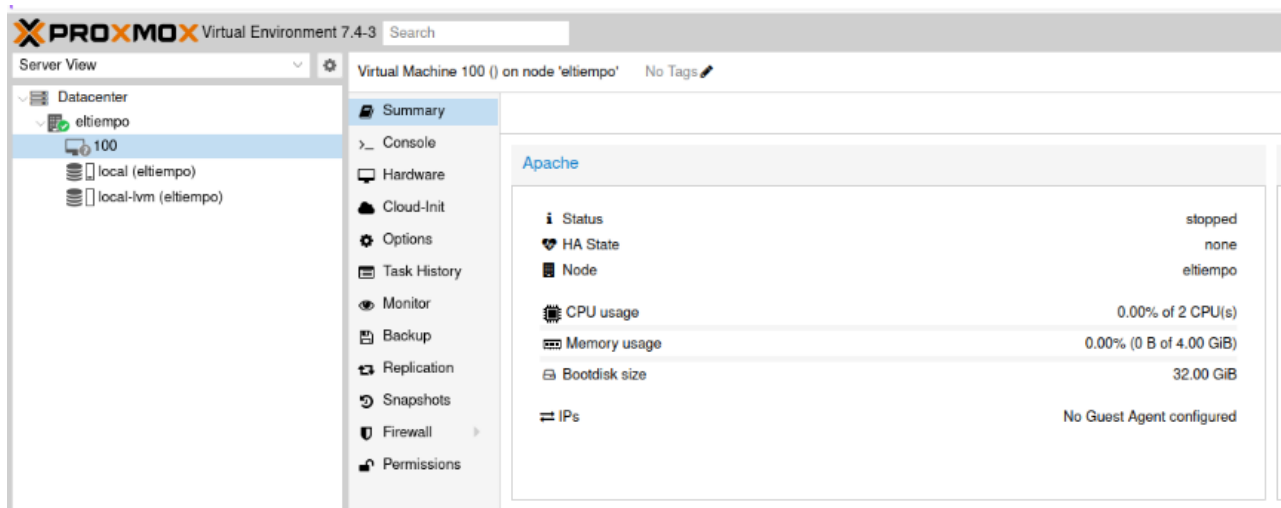 PROXMOX Virtual Environment 7.4-3 Search
Server View
Virtual Machine 100 () on node 'eltiempo' No Tags
Datacenter
eltiempo
100
local (eltiempo)
local-lvm (eltiempo)
Summary
>_ Console
Hardware
Cloud-Init
Options
Task History
Monitor
Backup
Replication
Snapshots
Firewall
Permissions
Apache
Status stopped
HA State none
Node eltiempo
CPU usage 0.00% of 2 CPU(s)
Memory usage 0.00% (0 B of 4.00 GiB)
Bootdisk size 32.00 GiB
IPs No Guest Agent configured